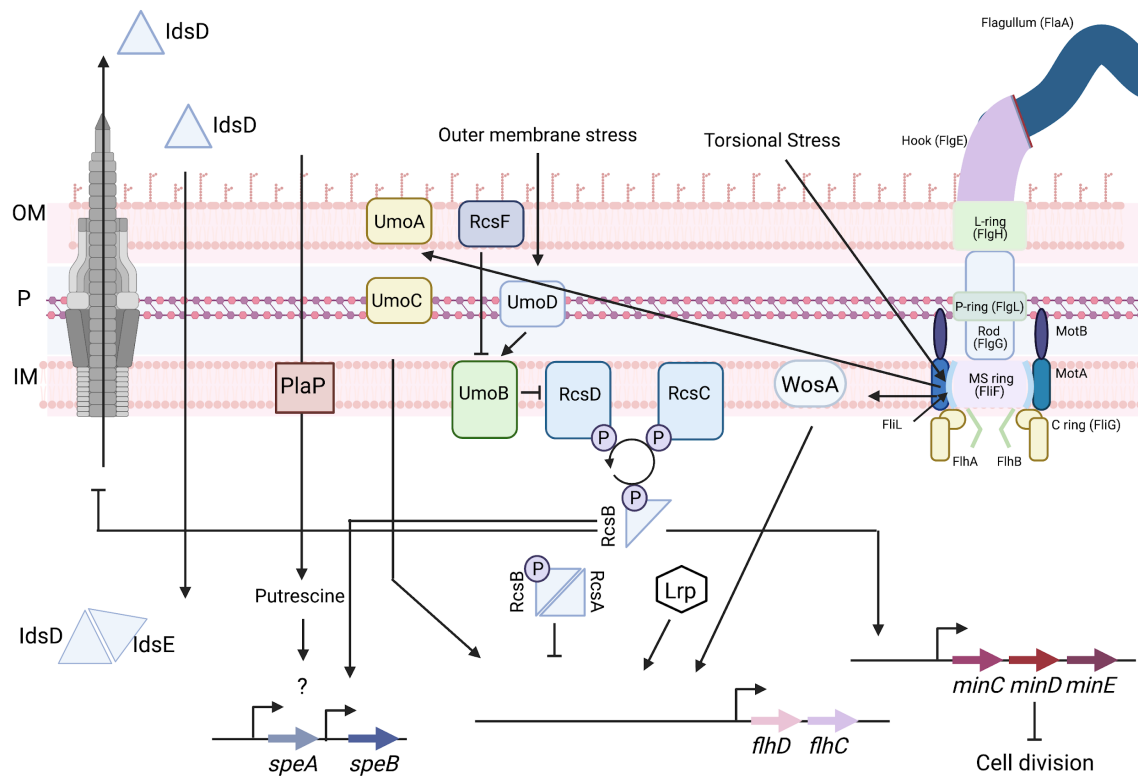 IdsD
Flagullum (FlaA)
IdsD
Outer membrane stress
Torsional Stress
Hook (FlgE)
OM
UmoA
RcsF
L-ring
(FlgH)
P
UmoC
UmoD
P-ring (FlgL)
Rod
(FlgG)
MotB
IM
PlaP
UmoB
RcsD
RcsC
WosA
MS ring
(FliF)
MotA
P
P
FliL
C ring (FliG)
FlhA
FlhB
P
RcsB
P
RcsB
RcsA
Lrp
Putrescine
IdsD
IdsE
?
minC minD minE
speA
speB
flhD
flhC
Cell division